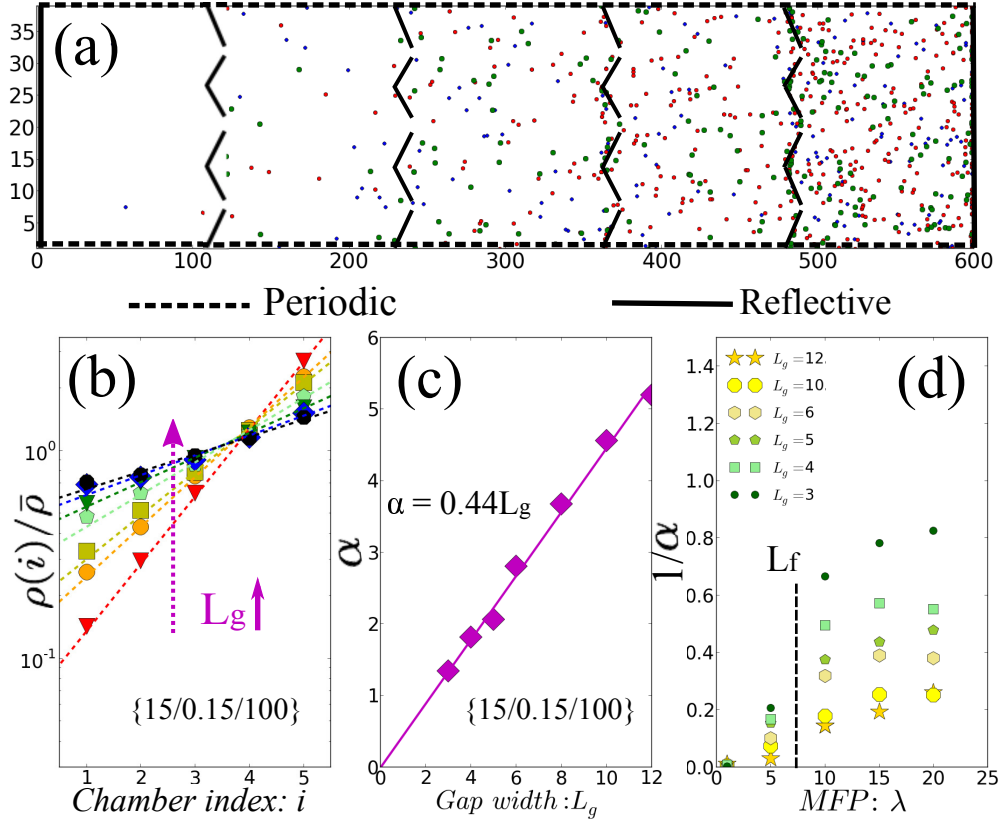 (a)
35
30
25
20
15
10
5
0 100 200 300 400 500 600
Periodic
Reflective
(b)
10⁰
10⁻¹
ρ(i)/ρ̄
Lg
{15/0.15/100}
1 2 3 4 5
Chamber index: i
(c)
6
5
4
3
2
1
0
α
α = 0.44Lg
{15/0.15/100}
0 2 4 6 8 10 12
Gap width : Lg
(d)
1.4
1.2
1.0
0.8
0.6
0.4
0.2
0.0
1/α
Lg = 12.
Lg = 10.
Lg = 6
Lg = 5
Lg = 4
Lg = 3
Lf
0 5 10 15 20 25
MFP: λ